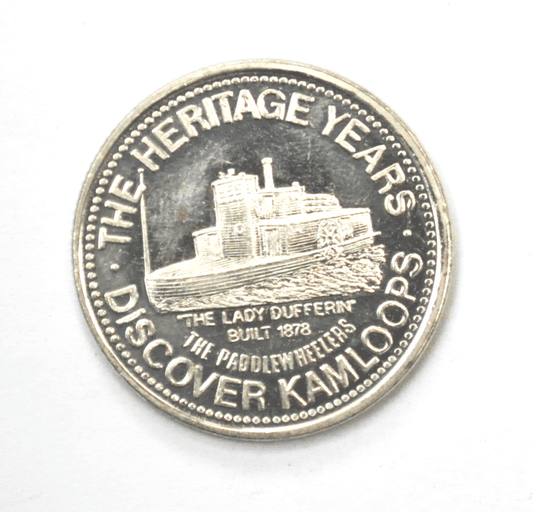 · THE HERITAGE YEARS ·
"THE LADY DUFFERIN"
BUILT 1878
THE PADDLEWHEELERS
DISCOVER KAMLOOPS